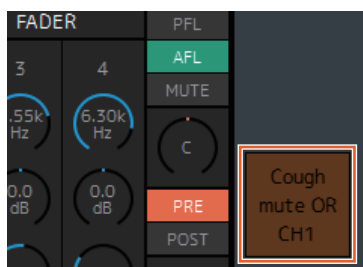 FADER
PFL
3
4
AFL
MUTE
.55k
Hz
6.30k
Hz
C
0.0
dB
0.0
dB
PRE
POST
Cough
mute OR
CH1